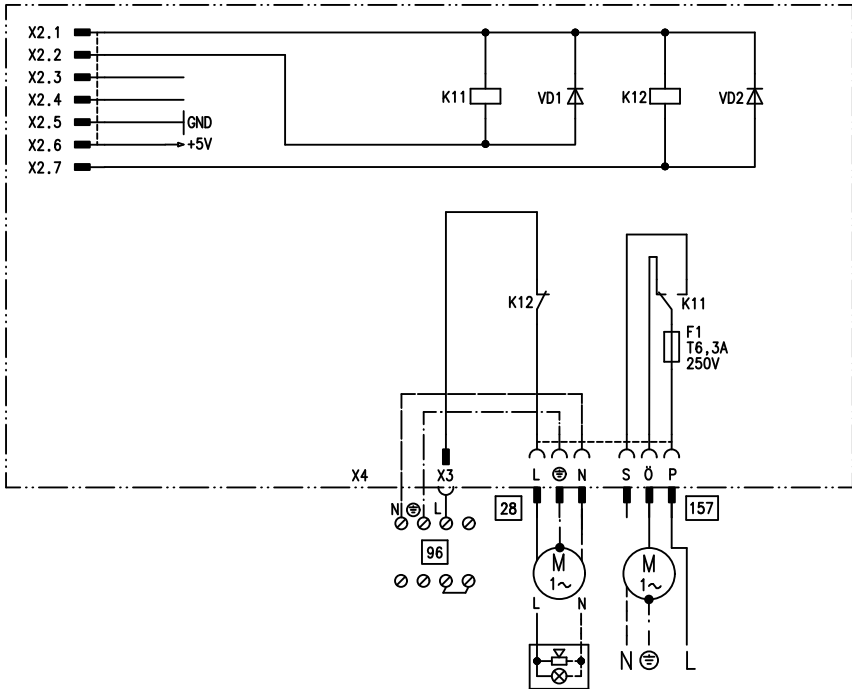 X2.1
X2.2
X2.3
X2.4
X2.5 GND
X2.6 +5V
X2.7
K11 VD1 K12 VD2
K12 K11
F1
T6,3A
250V
X4 X3 L N S Ö P
N L 28 157
96
M
1~
M
1~
L N
N L